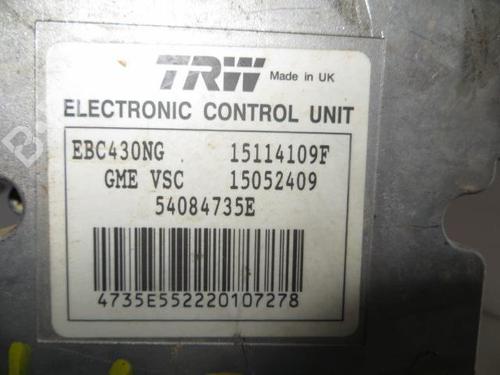 TRW Made in UK
ELECTRONIC CONTROL UNIT
EBC430NG 15114109F
GME VSC 15052409
54084735E
4735E552220107278